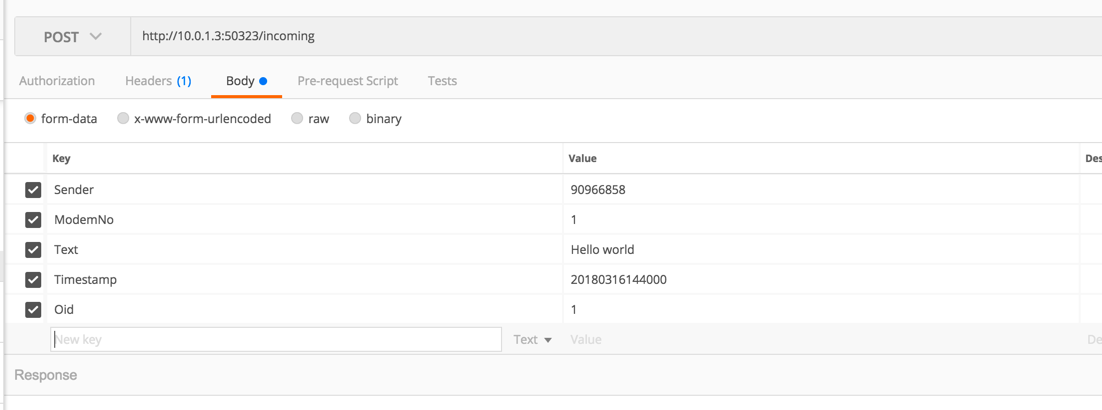 POST http://10.0.1.3:50323/incoming
Authorization Headers (1) Body Pre-request Script Tests
form-data x-www-form-urlencoded raw binary
Key Value Des
Sender 90966858
ModemNo 1
Text Hello world
Timestamp 20180316144000
Oid 1
New key Text Value De
Response